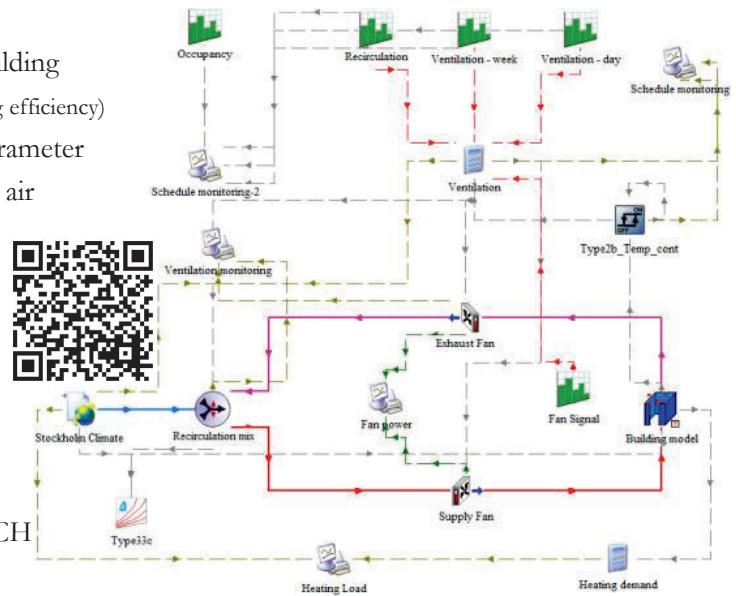 ilding
g efficiency)
rameter
air
CH
Occupancy
Recirculation
Ventilation - week
Ventilation - day
Schedule monitoring
Schedule monitoring-2
Ventilation
ON
OFF
Type2b_Temp_cont
Ventilation monitoring
Exhaust Fan
Stockholm Climate
Recirculation mix
Fan power
Fan Signal
Building model
Type33c
Supply Fan
Heating Load
Heating demand